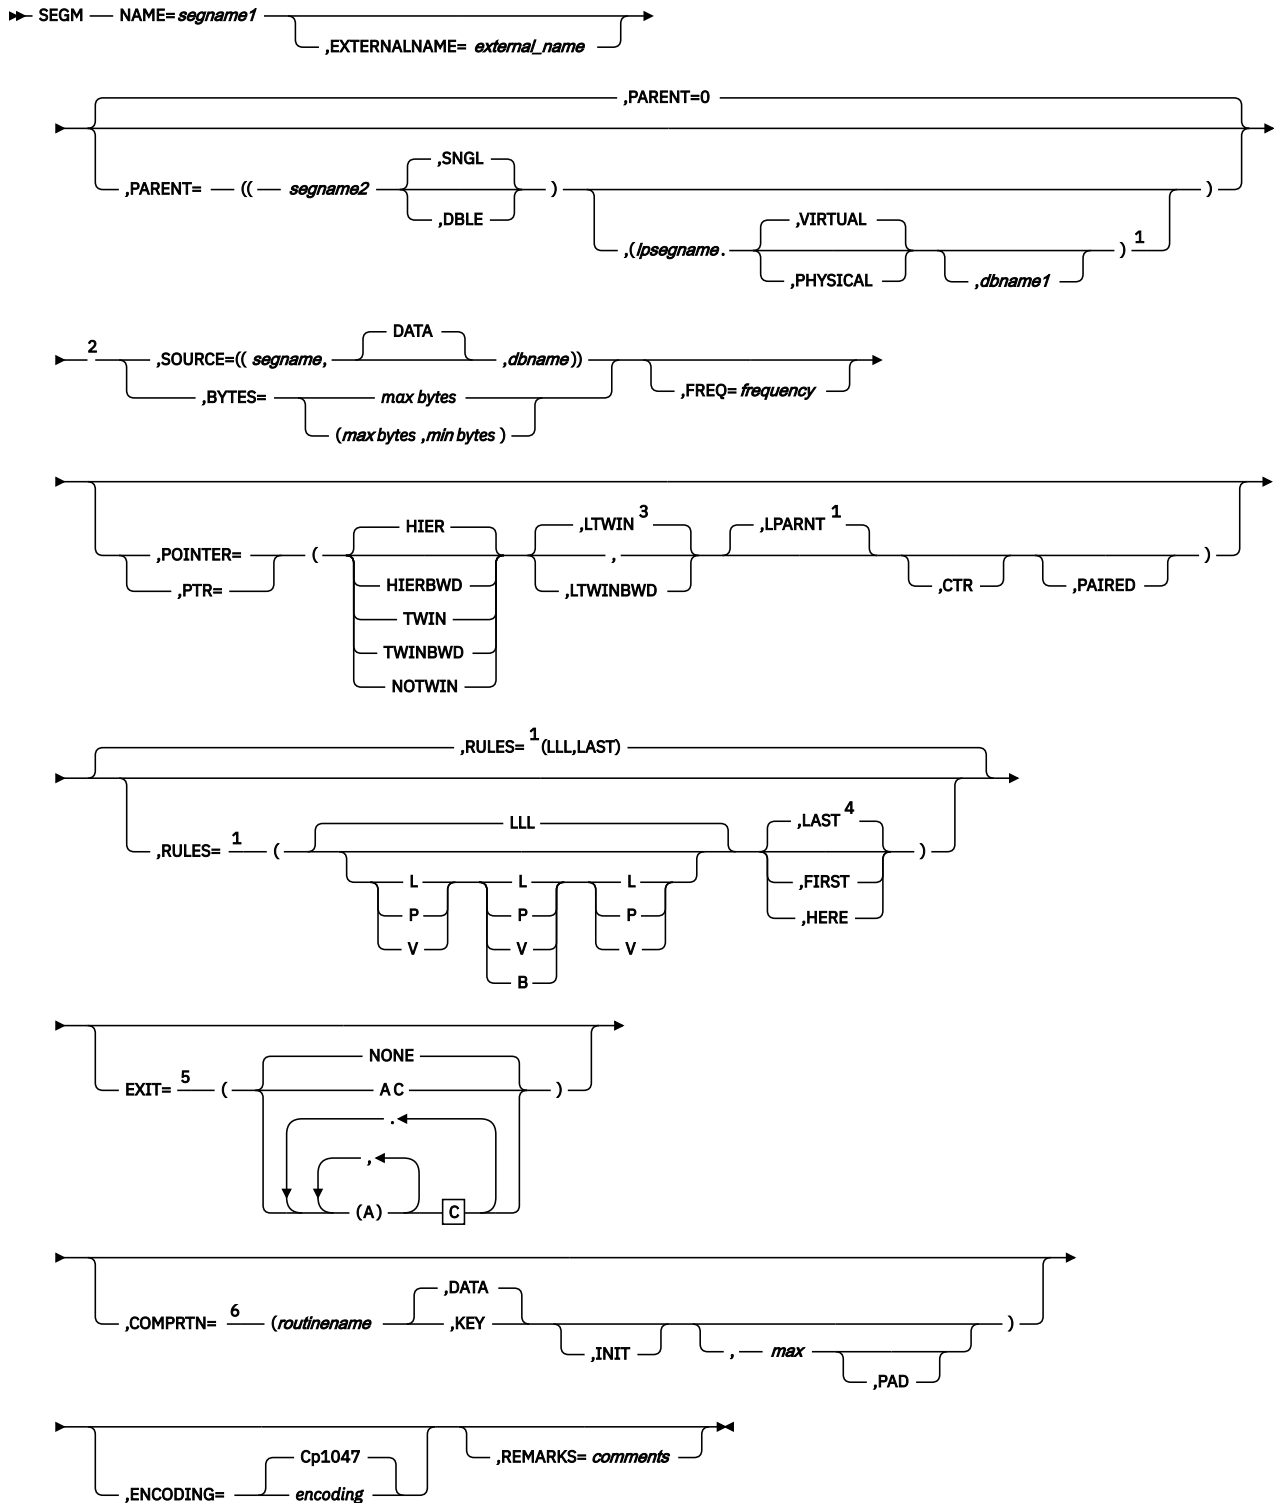 SEGM NAME= segname1
,EXTERNALNAME= external_name
,PARENT=0
,SNGL
,PARENT= (( segname2 )
,DBLE
)
,VIRTUAL
,(lpsegname. ) 1
,PHYSICAL
,dbname1
2
DATA
,SOURCE=(( segname, ,dbname))
,FREQ= frequency
,BYTES= max bytes
(max bytes ,min bytes )
HIER ,LTWIN 3 ,LPARNT 1
,POINTER= ( , )
,PTR=
HIERBWD ,LTWINBWD ,CTR ,PAIRED
TWIN
TWINBWD
NOTWIN
,RULES= 1 (LLL,LAST)
LLL ,LAST 4
,RULES= 1 ( )
L L L ,FIRST
P P P ,HERE
V V V
B
NONE
EXIT= 5 ( A C )
.
,
(A) C
,DATA
,COMPRTN= 6 (routinename ,KEY )
,INIT , max
,PAD
Cp1047 ,REMARKS= comments
,ENCODING= encoding